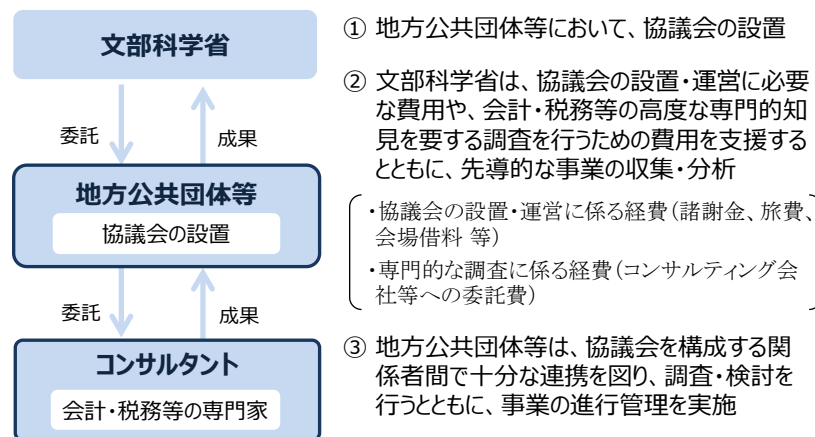 文部科学省
委託
成果
地方公共団体等
協議会の設置
委託
成果
コンサルタント
会計・税務等の専門家
① 地方公共団体等において、協議会の設置
② 文部科学省は、協議会の設置・運営に必要
な費用や、会計・税務等の高度な専門的知
見を要する調査を行うための費用を支援する
とともに、先導的な事業の収集・分析
・協議会の設置・運営に係る経費(諸謝金、旅費、
会場借料 等)
・専門的な調査に係る経費(コンサルティング会
社等への委託費)
③ 地方公共団体等は、協議会を構成する関
係者間で十分な連携を図り、調査・検討を
行うとともに、事業の進行管理を実施